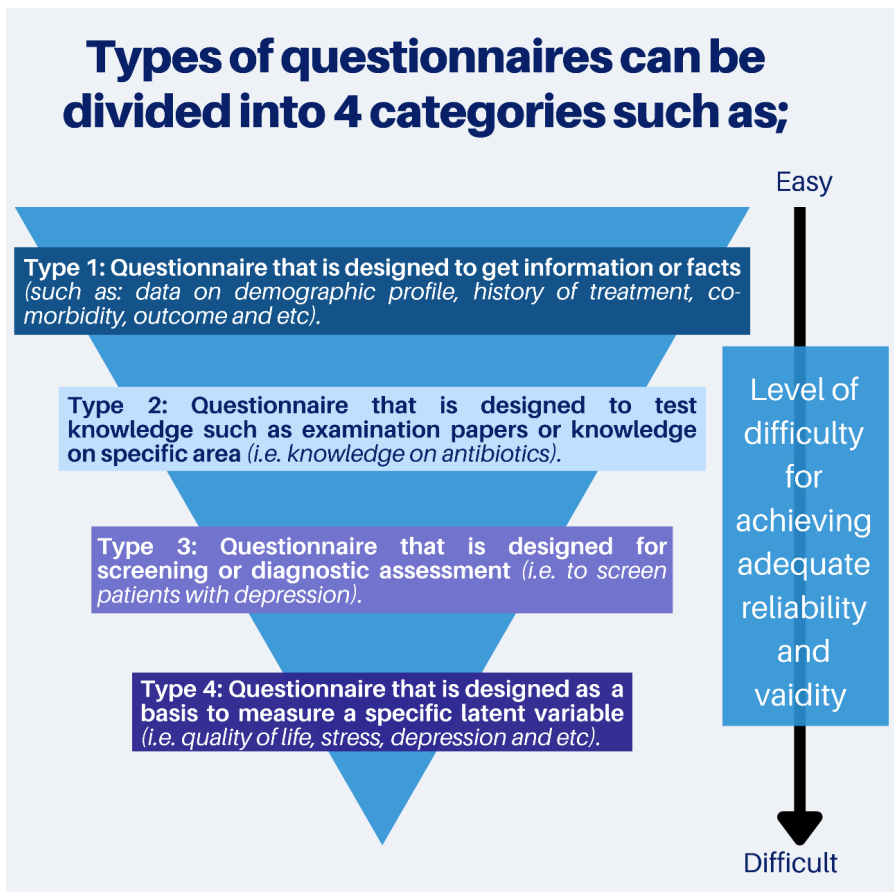 Types of questionnaires can be
divided into 4 categories such as;
Easy
Type 1: Questionnaire that is designed to get information or facts
(such as: data on demographic profile, history of treatment, co-
morbidity, outcome and etc).
Type 2: Questionnaire that is designed to test
knowledge such as examination papers or knowledge
on specific area (i.e. knowledge on antibiotics).
Type 3: Questionnaire that is designed for
screening or diagnostic assessment (i.e. to screen
patients with depression).
Type 4: Questionnaire that is designed as a
basis to measure a specific latent variable
(i.e. quality of life, stress, depression and etc).
Level of
difficulty
for
achieving
adequate
reliability
and
vaidity
Difficult